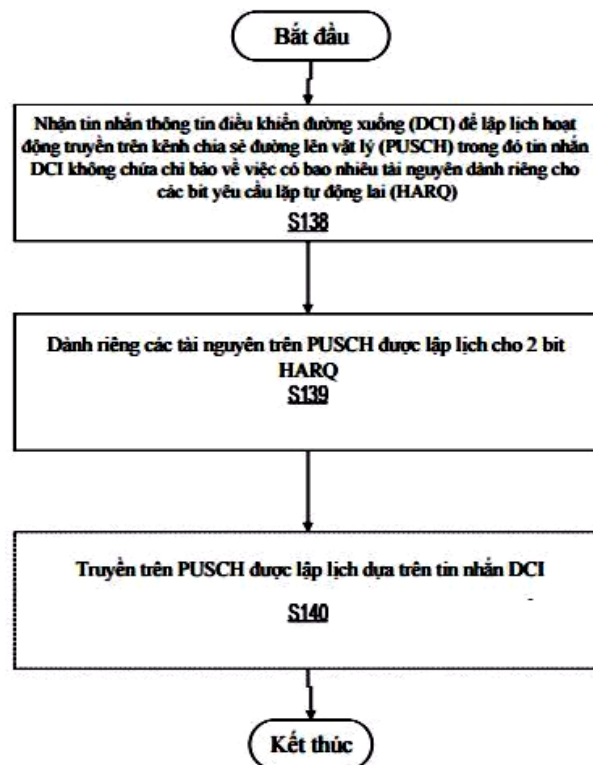 Bắt đầu
Nhận tin nhắn thông tin điều khiển đường xuống (DCI) để lập lịch hoạt
động truyền trên kênh chia sẻ đường lên vật lý (PUSCH) trong đó tin nhắn
DCI không chứa chỉ báo về việc có bao nhiêu tài nguyên dành riêng cho
các bit yêu cầu lặp tự động lai (HARQ)
S138
Dành riêng các tài nguyên trên PUSCH được lập lịch cho 2 bit
HARQ
S139
Truyền trên PUSCH được lập lịch dựa trên tin nhắn DCI
S140
Kết thúc